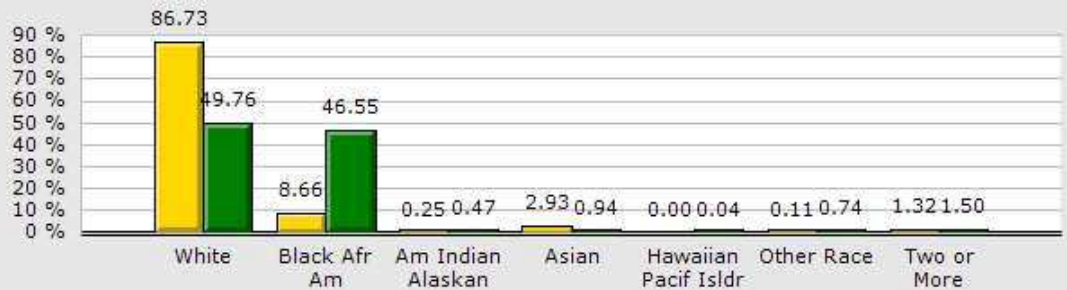 86.73
90 %
80 %
70 %
60 %
49.76
46.55
50 %
40 %
30 %
20 %
8.66
0.25 0.47
2.93
0.94
0.00 0.04
0.11 0.74
1.32 1.50
10 %
0 %
White
Black Afr Am
Am Indian Alaskan
Asian
Hawaiian Pacif Isldr
Other Race
Two or More